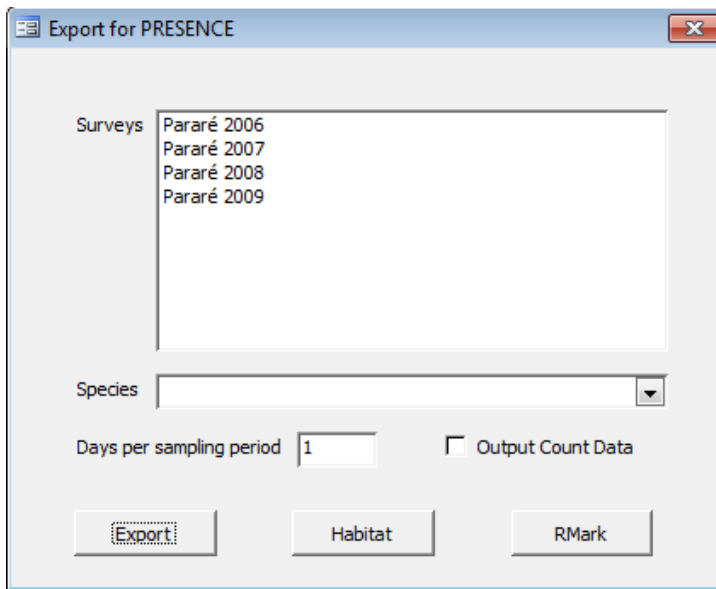 Export for PRESENCE
Surveys
Pararé 2006
Pararé 2007
Pararé 2008
Pararé 2009
Species
Days per sampling period 1 Output Count Data
Export Habitat RMark